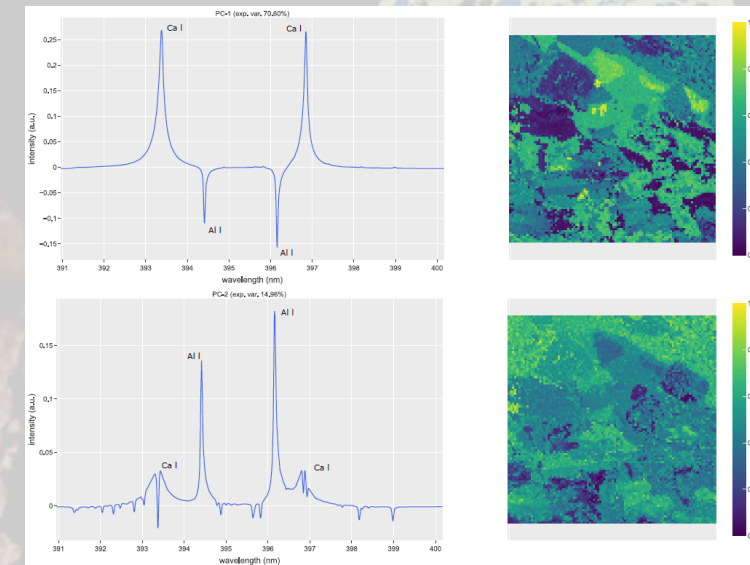 PC-1 (exp. var. 70,60%)
Ca I
Ca I
Al I
Al I
intensity (a.u.)
0,25
0,2
0,15
0,1
0,05
0
−0,05
−0,1
−0,15
391 392 393 394 395 396 397 398 399 400
wavelength (nm)
PC-2 (exp. var. 14,96%)
Al I
Al I
Ca I
Ca I
intensity (a.u.)
0,15
0,1
0,05
0
391 392 393 394 395 396 397 398 399 400
wavelength (nm)